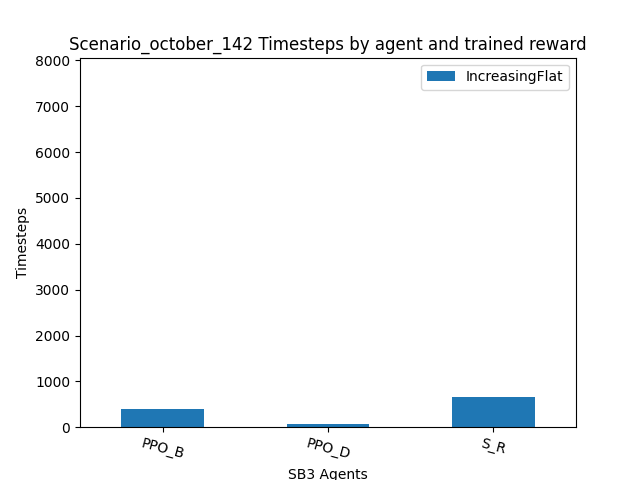 Scenario_october_142 Timesteps by agent and trained reward
IncreasingFlat
8000
7000
6000
5000
4000
3000
2000
1000
0
Timesteps
PPO_B
PPO_D
S_R
SB3 Agents